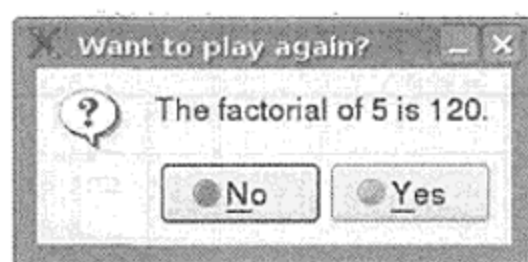 Want to play again?
The factorial of 5 is 120.
No
Yes